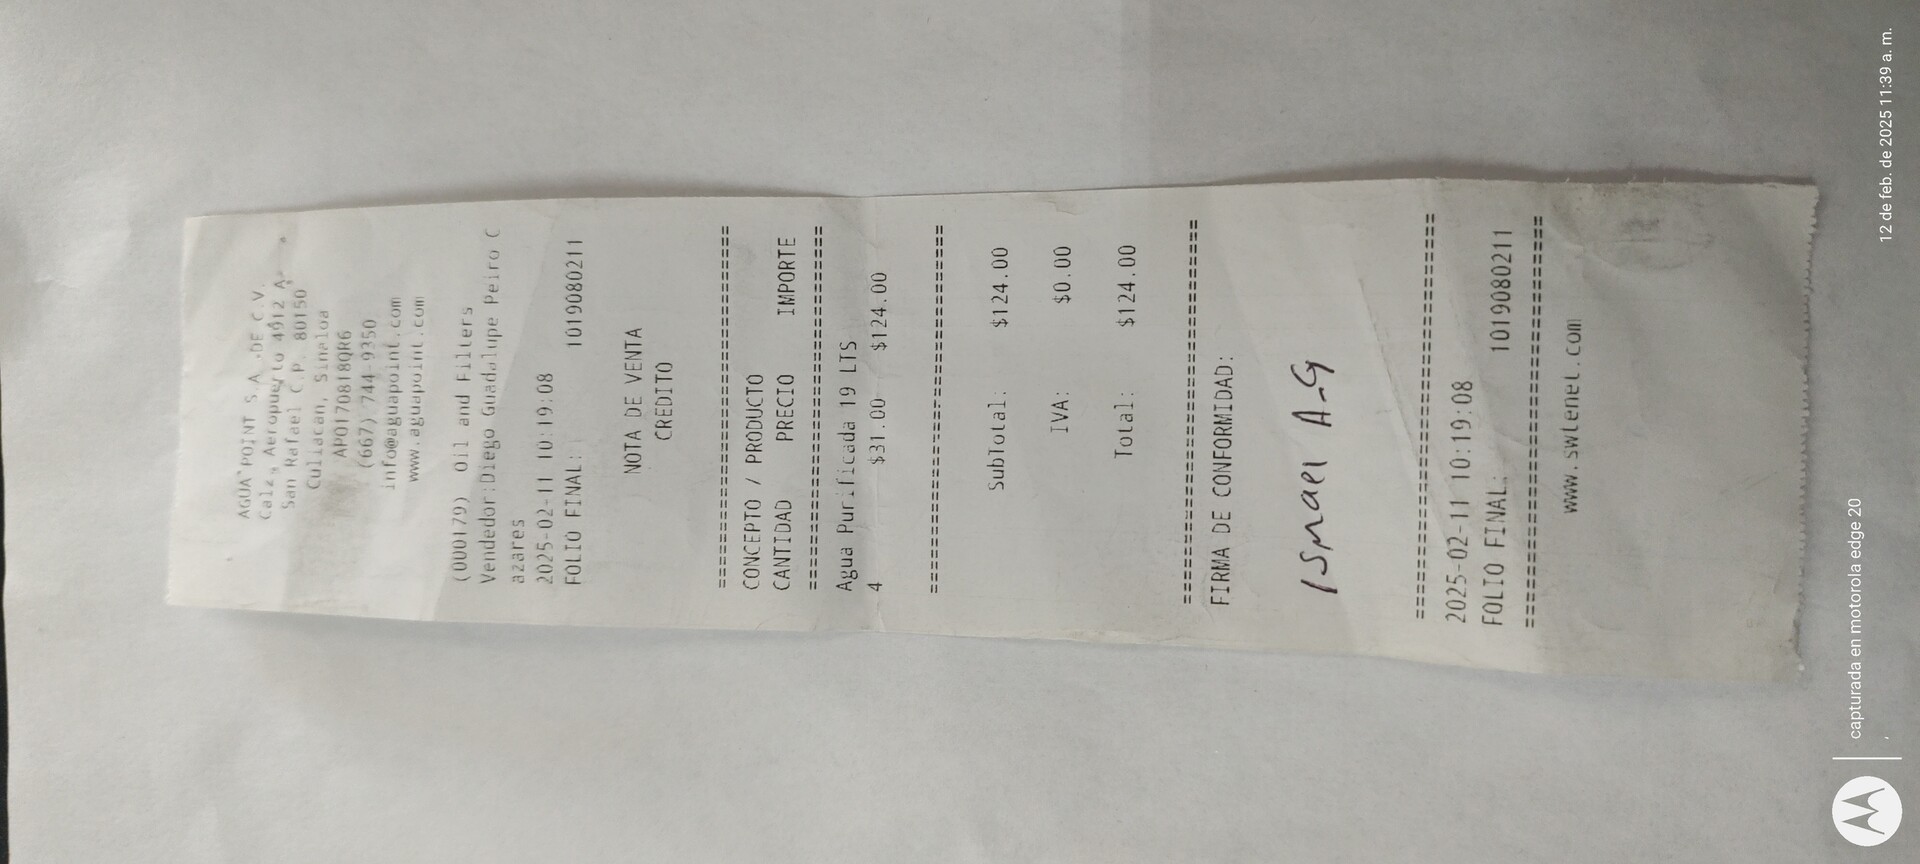 AGUA POINT S.A. DE C.V.
Calz. Aeropuerto 4912 A
San Rafael C.P. 80150
Culiacan, Sinaloa
APO170818QR6
(667) 744-9350
info@aguapoint.com
www.aguapoint.com
(000179) Oil and Filters
Vendedor:Diego Guadalupe Peiro C
azares
2025-02-11 10:19:08
FOLIO FINAL: 1019080211
NOTA DE VENTA
CREDITO
================================
CONCEPTO / PRODUCTO
CANTIDAD PRECIO IMPORTE
================================
Agua Purificada 19 LTS
4 $31.00 $124.00
================================
SubTotal: $124.00
IVA: $0.00
Total: $124.00
================================
FIRMA DE CONFORMIDAD:
Ismael A-G
================================
2025-02-11 10:19:08
FOLIO FINAL: 1019080211
================================
www.swlenet.com
capturada en motorola edge 20
12 de feb. de 2025 11:39 a. m.